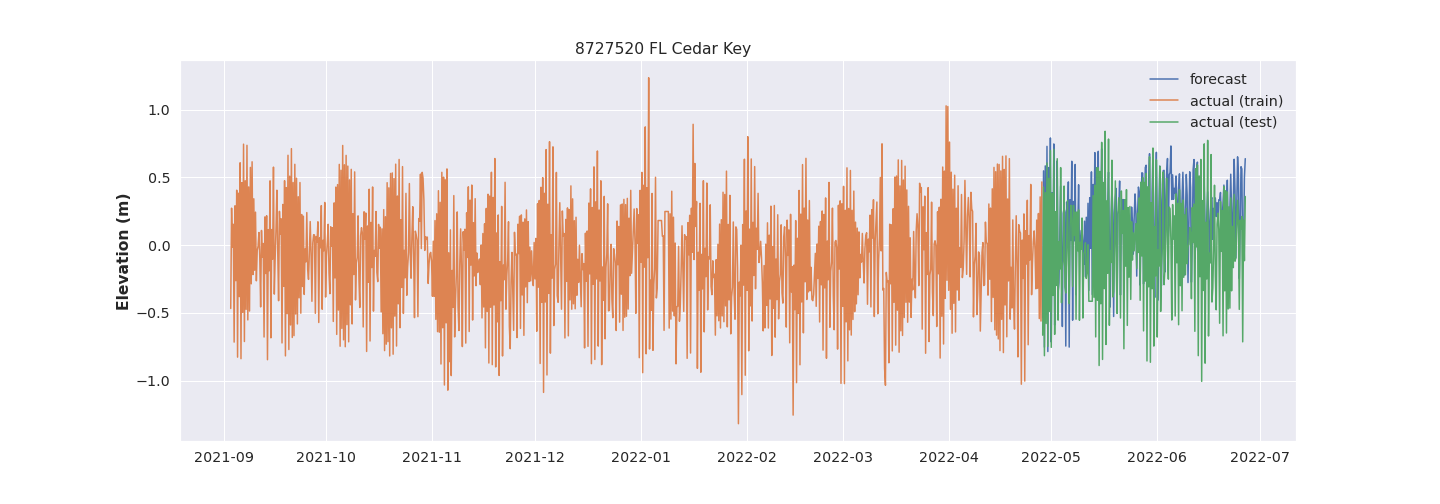 8727520 FL Cedar Key
forecast
actual (train)
actual (test)
Elevation (m)
1.0
0.5
0.0
−0.5
−1.0
2021-09 2021-10 2021-11 2021-12 2022-01 2022-02 2022-03 2022-04 2022-05 2022-06 2022-07